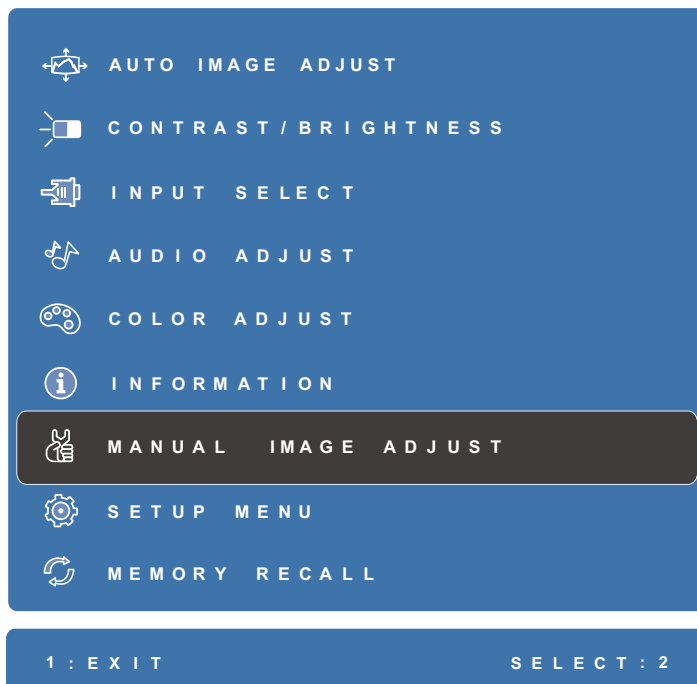 AUTO IMAGE ADJUST
CONTRAST/BRIGHTNESS
INPUT SELECT
AUDIO ADJUST
COLOR ADJUST
INFORMATION
MANUAL IMAGE ADJUST
SETUP MENU
MEMORY RECALL
1:EXIT SELECT:2